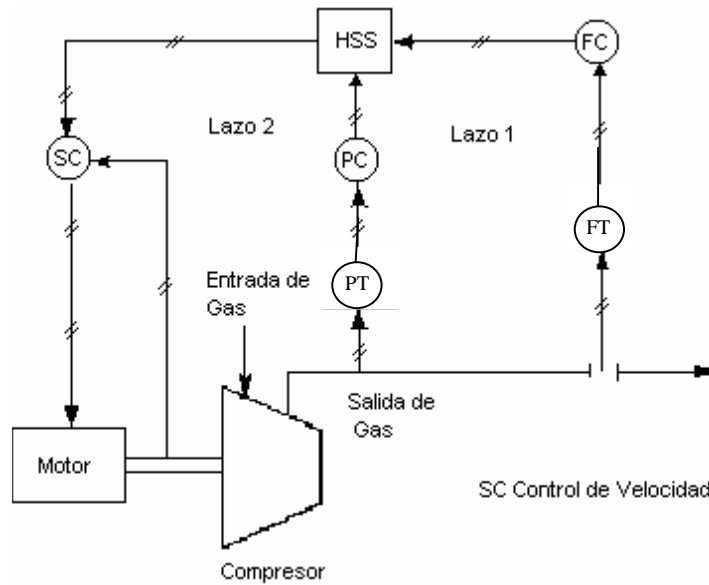 HSS
FC
Lazo 2
Lazo 1
SC
PC
FT
PT
Entrada de
Gas
Salida de
Gas
Motor
SC Control de Velocidad
Compresor